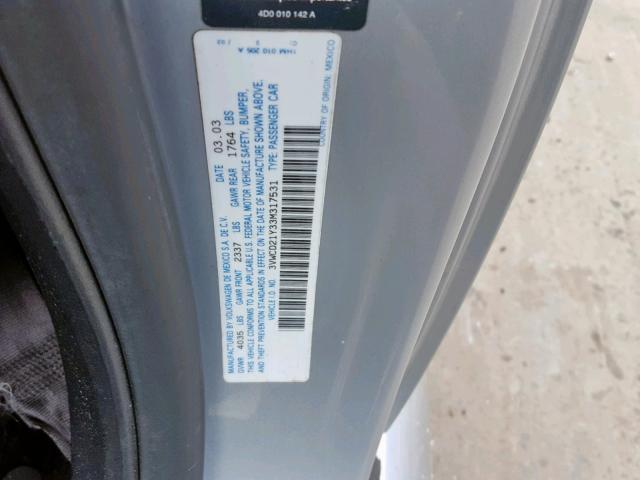 4D0 010 142 A
MANUFACTURED BY VOLKSWAGEN DE MEXICO S.A. DE C.V. DATE 03.03
GVWR 4035 LBS GAWR FRONT 2337 LBS GAWR REAR 1764 LBS
THIS VEHICLE CONFORMS TO ALL APPLICABLE U.S. FEDERAL MOTOR VEHICLE SAFETY, BUMPER,
AND THEFT PREVENTION STANDARDS IN EFFECT ON THE DATE OF MANUFACTURE SHOWN ABOVE.
VEHICLE I.D. NO. 3VWCD21Y33M317531 TYPE: PASSENGER CAR
COUNTRY OF ORIGIN: MEXICO